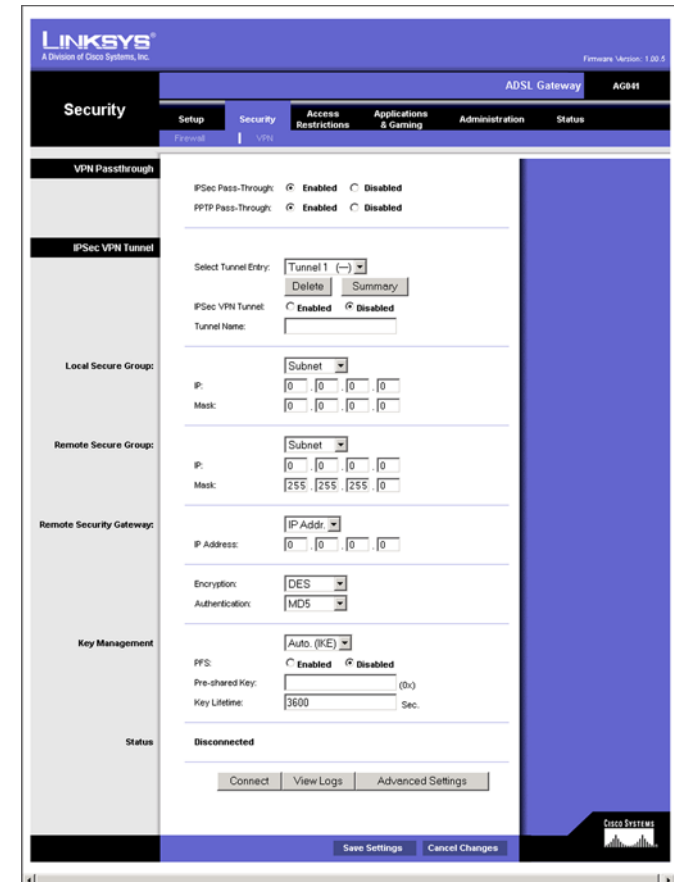 LINKSYS®
A Division of Cisco Systems, Inc.
Firmware Version: 1.00.5
ADSL Gateway AG041
Security
Setup Security Access Restrictions Applications & Gaming Administration Status
Firewall VPN
VPN Passthrough
IPSec Pass-Through: Enabled Disabled
PPTP Pass-Through: Enabled Disabled
IPSec VPN Tunnel
Select Tunnel Entry: Tunnel 1 (---)
Delete Summary
IPSec VPN Tunnel: Enabled Disabled
Tunnel Name:
Local Secure Group: Subnet
IP: 0 . 0 . 0 . 0
Mask: 0 . 0 . 0 . 0
Remote Secure Group: Subnet
IP: 0 . 0 . 0 . 0
Mask: 255 . 255 . 255 . 0
Remote Security Gateway: IP Addr.
IP Address: 0 . 0 . 0 . 0
Encryption: DES
Authentication: MD5
Key Management Auto. (IKE)
PFS: Enabled Disabled
Pre-shared Key: (0x)
Key Lifetime: 3600 Sec.
Status Disconnected
Connect View Logs Advanced Settings
CISCO SYSTEMS
Save Settings Cancel Changes